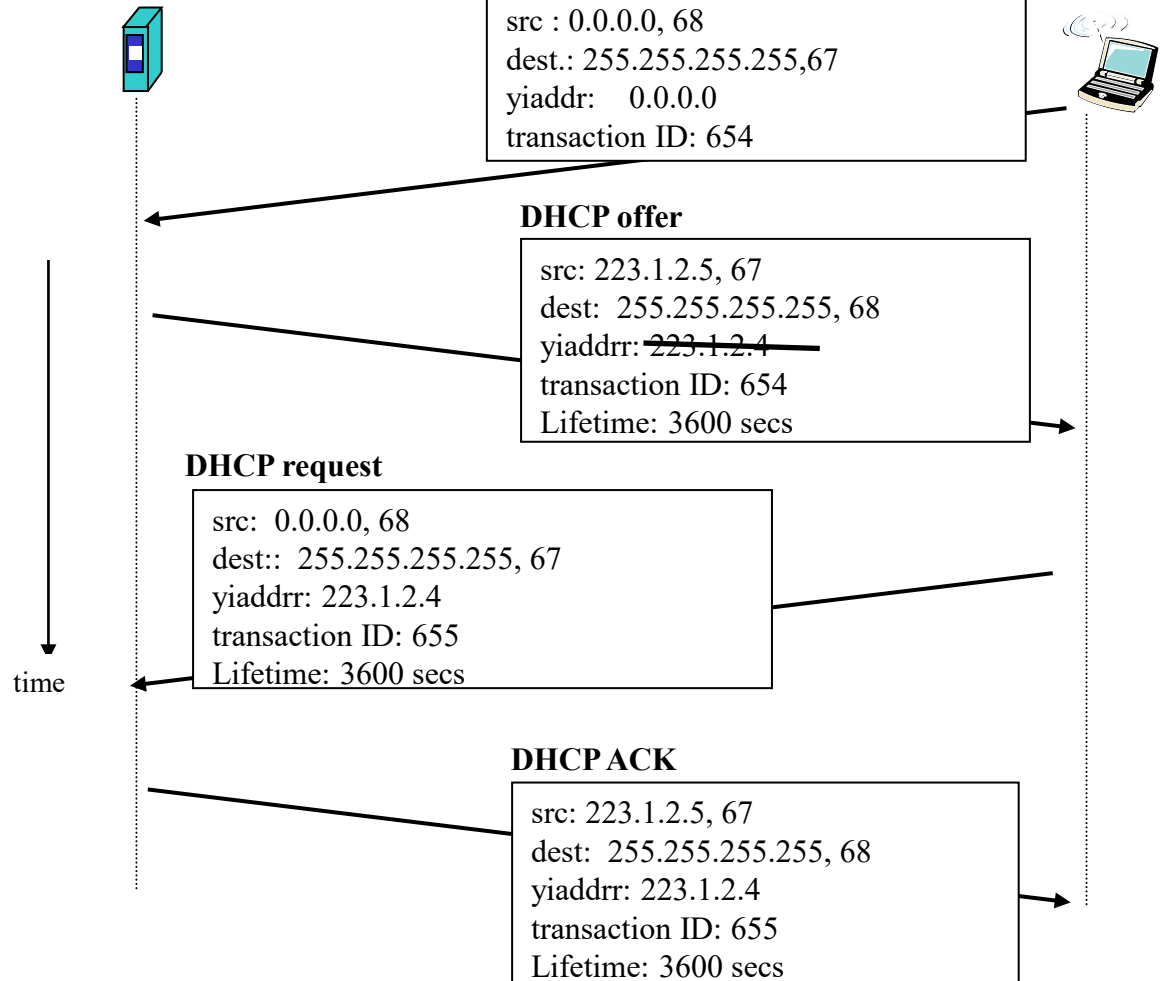 src : 0.0.0.0, 68
dest.: 255.255.255.255,67
yiaddr: 0.0.0.0
transaction ID: 654
DHCP offer
src: 223.1.2.5, 67
dest: 255.255.255.255, 68
yiaddrr: 223.1.2.4
transaction ID: 654
Lifetime: 3600 secs
DHCP request
src: 0.0.0.0, 68
dest:: 255.255.255.255, 67
yiaddrr: 223.1.2.4
transaction ID: 655
Lifetime: 3600 secs
time
DHCP ACK
src: 223.1.2.5, 67
dest: 255.255.255.255, 68
yiaddrr: 223.1.2.4
transaction ID: 655
Lifetime: 3600 secs